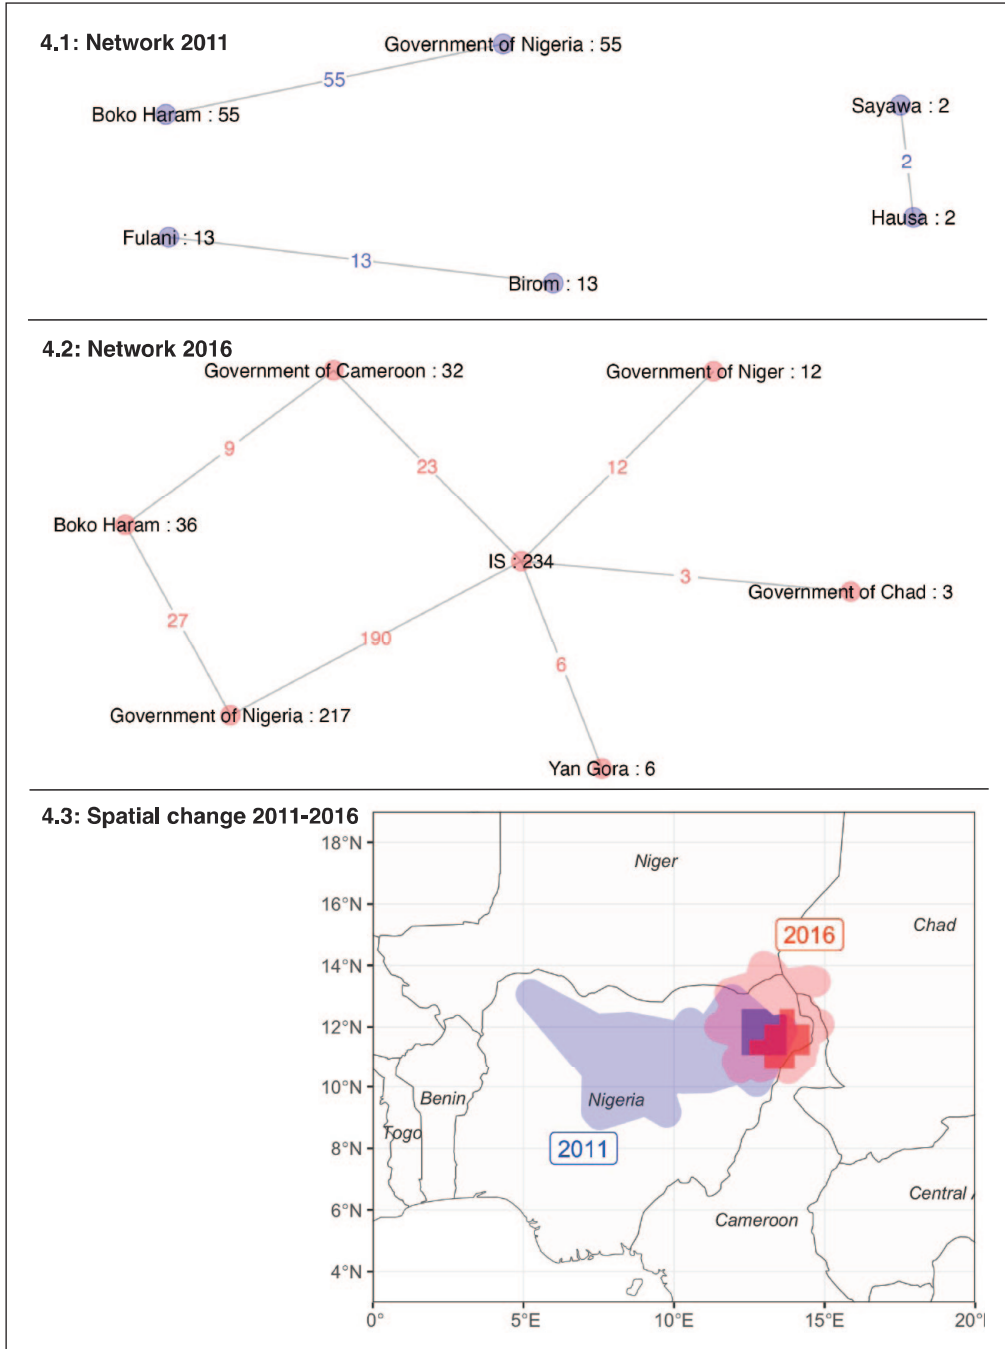 4.1: Network 2011
Government of Nigeria : 55
55
Boko Haram : 55
Sayawa : 2
2
Hausa : 2
Fulani : 13
13
Birom : 13
4.2: Network 2016
Government of Cameroon : 32
Government of Niger : 12
9
23
12
Boko Haram : 36
IS : 234
3
Government of Chad : 3
27
190
6
Government of Nigeria : 217
Yan Gora : 6
4.3: Spatial change 2011-2016
18°N
16°N
14°N
12°N
10°N
8°N
6°N
4°N
Niger
Chad
2016
Benin
Nigeria
Togo
2011
Central
Cameroon
0°
5°E
10°E
15°E
20°